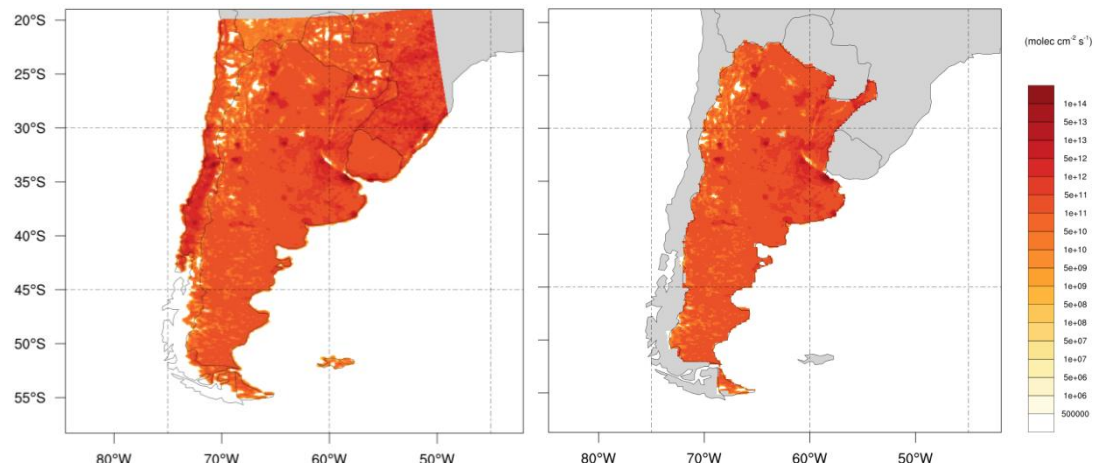 20°S
25°S
30°S
35°S
40°S
45°S
50°S
55°S
80°W 70°W 60°W 50°W
80°W 70°W 60°W 50°W
(molec cm⁻² s⁻¹)
1e+14
5e+13
1e+13
5e+12
1e+12
5e+11
1e+11
5e+10
1e+10
5e+09
1e+09
5e+08
1e+08
5e+07
1e+07
5e+06
1e+06
500000